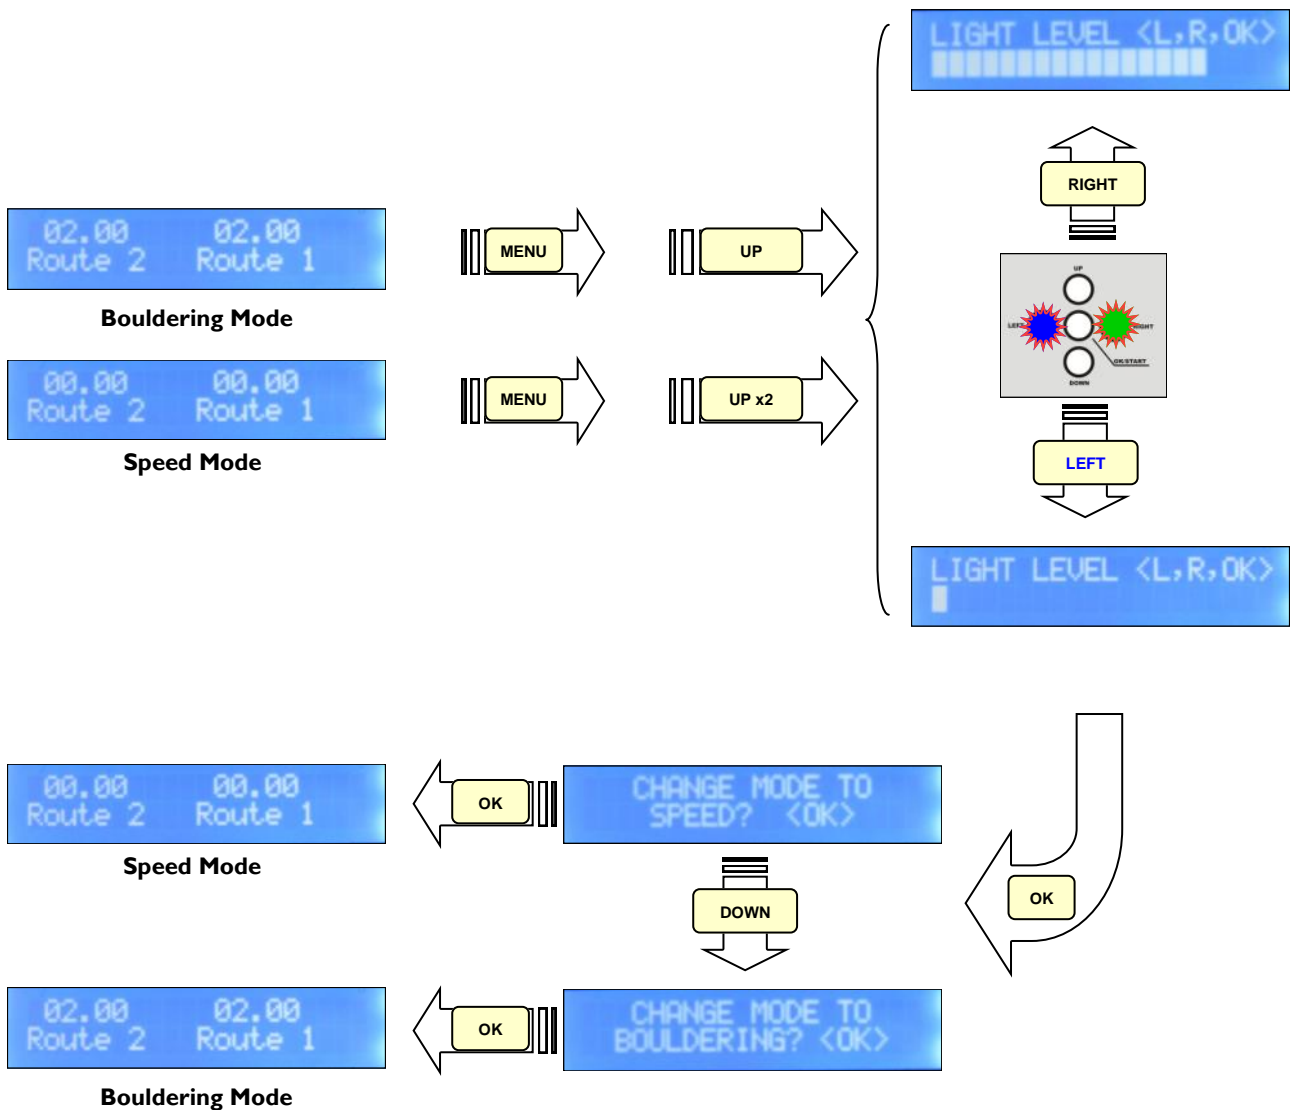 LIGHT LEVEL <L,R,OK>
RIGHT
02.00 02.00
Route 2 Route 1
MENU
UP
Bouldering Mode
UP
LEFT
RIGHT
OK/START
DOWN
00.00 00.00
Route 2 Route 1
MENU
UP x2
Speed Mode
LEFT
LIGHT LEVEL <L,R,OK>
00.00 00.00
Route 2 Route 1
OK
CHANGE MODE TO
SPEED? <OK>
Speed Mode
DOWN
OK
02.00 02.00
Route 2 Route 1
OK
CHANGE MODE TO
BOULDERING? <OK>
Bouldering Mode